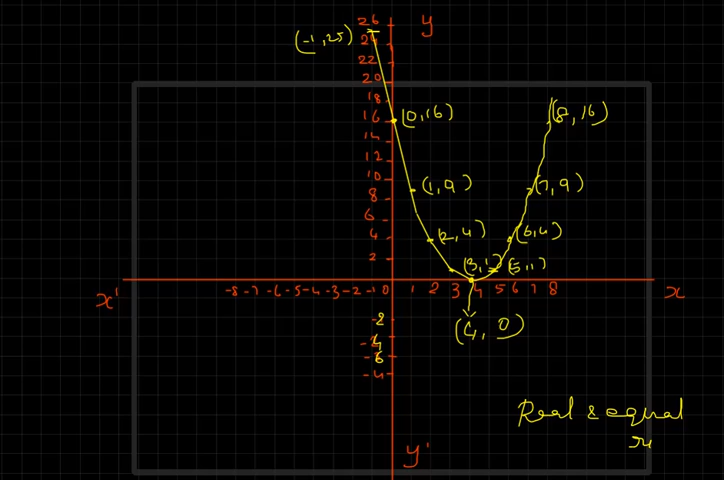 26 y
(-1, 25) 24
22
20
18
16 (0, 16) (8, 16)
14
12
10
8 (1, 9) (7, 9)
6
4 (2, 4) (6, 4)
2 (3, 1) (5, 1)
x' -8 -7 -6 -5 -4 -3 -2 -1 0 1 2 3 4 5 6 7 8 x
-2
(4, 0)
-4
Real & equal
y'